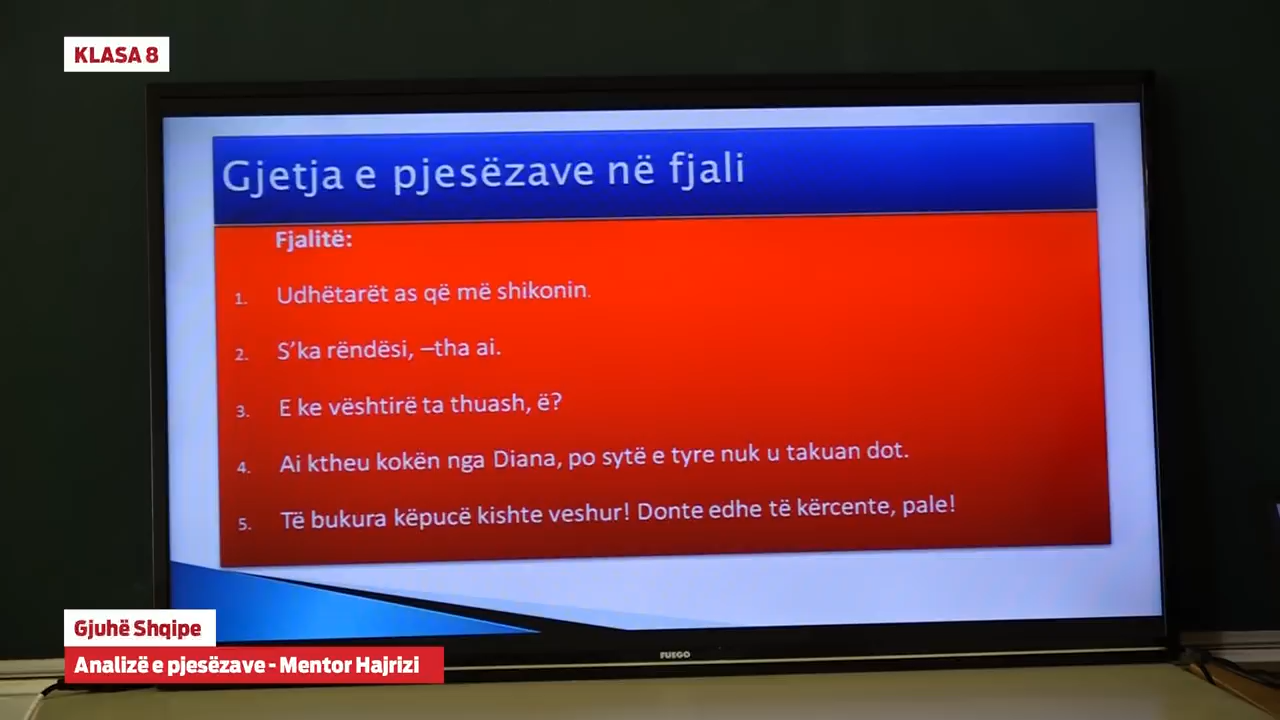 KLASA 8
Gjetja e pjesëzave në fjali
Fjalitë:
1. Udhëtarët as që më shikonin.
2. S’ka rëndësi, –tha ai.
3. E ke vështirë ta thuash, ë?
4. Ai ktheu kokën nga Diana, po sytë e tyre nuk u takuan dot.
5. Të bukura këpucë kishte veshur! Donte edhe të kërcente, pale!
FUEGO
Gjuhë Shqipe
Analizë e pjesëzave - Mentor Hajrizi